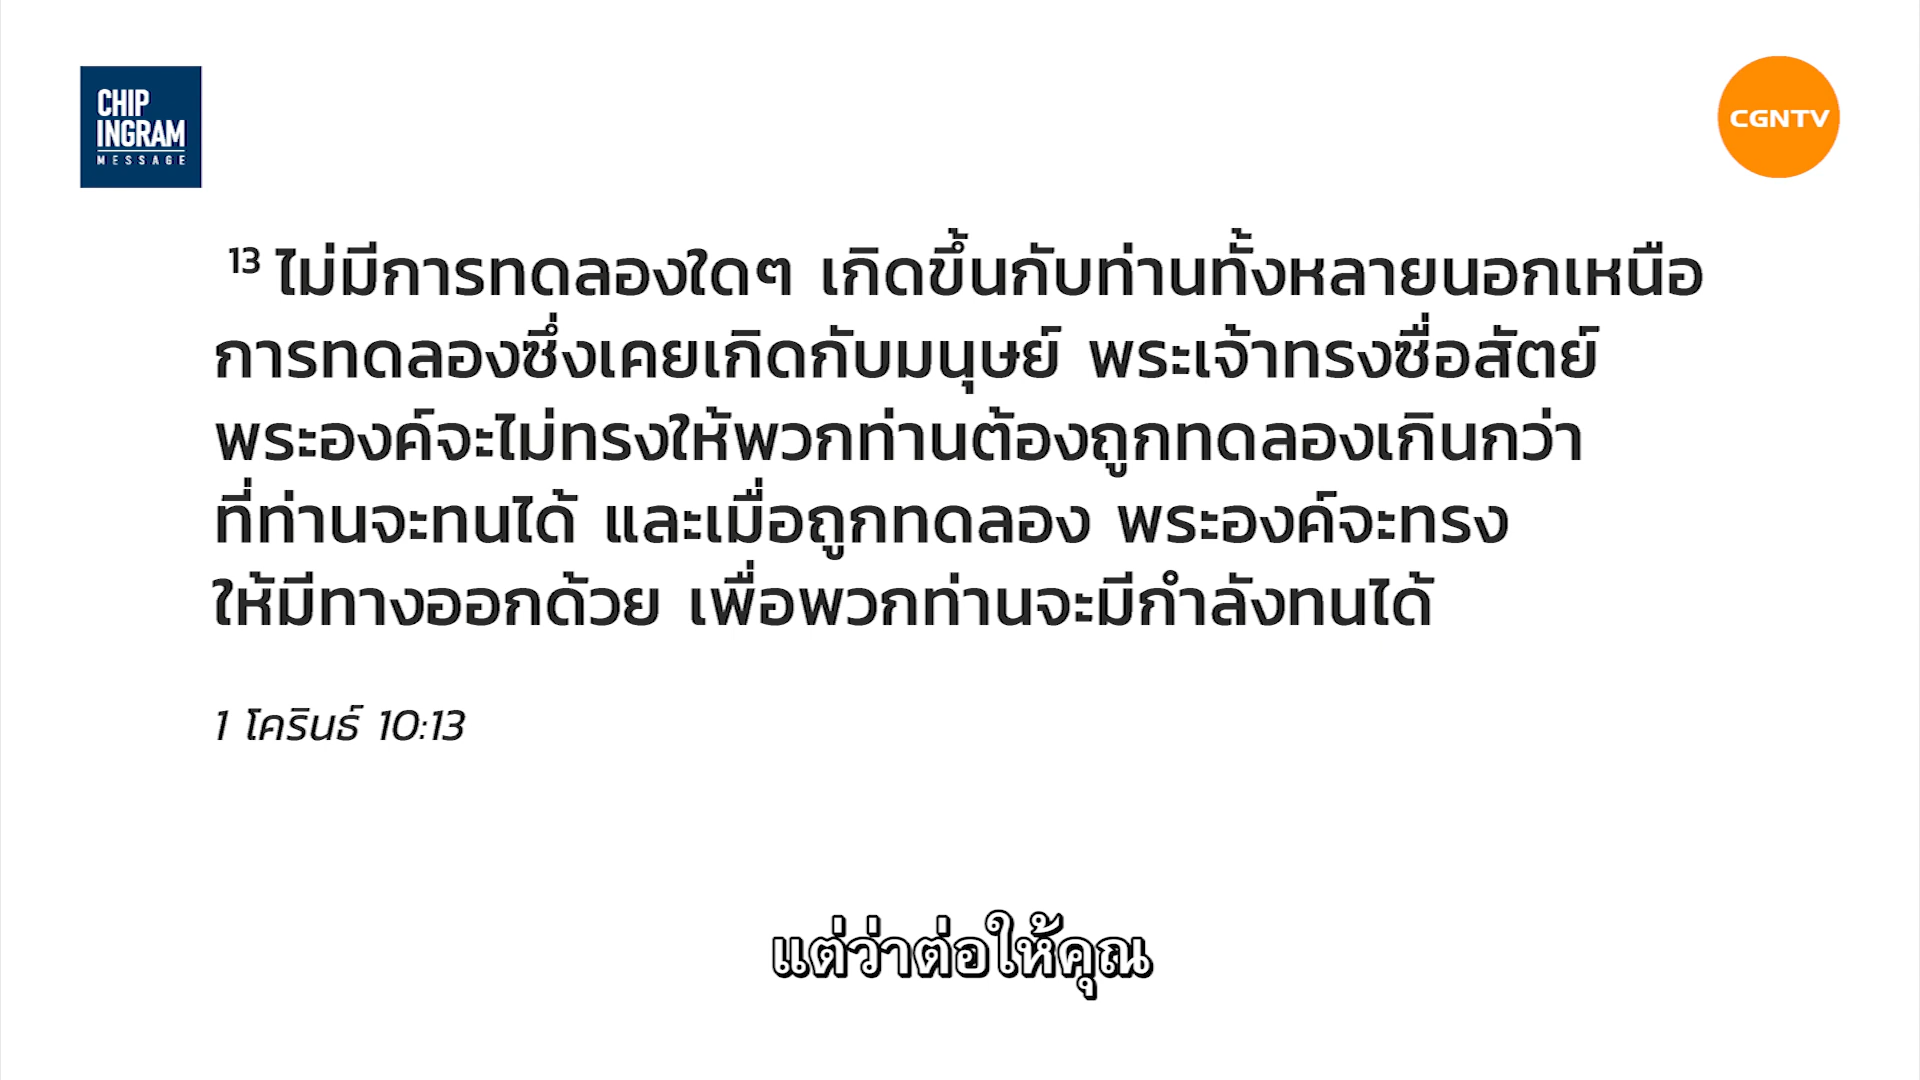 CHIP
INGRAM
MESSAGE
CGNTV
13 ไม่มีการทดลองใดๆ เกิดขึ้นกับท่านทั้งหลายนอกเหนือ
การทดลองซึ่งเคยเกิดกับมนุษย์ พระเจ้าทรงซื่อสัตย์
พระองค์จะไม่ทรงให้พวกท่านต้องถูกทดลองเกินกว่า
ที่ท่านจะทนได้ และเมื่อถูกทดลอง พระองค์จะทรง
ให้มีทางออกด้วย เพื่อพวกท่านจะมีกำลังทนได้
1 โครินธ์ 10:13
แต่ว่าต่อให้คุณ